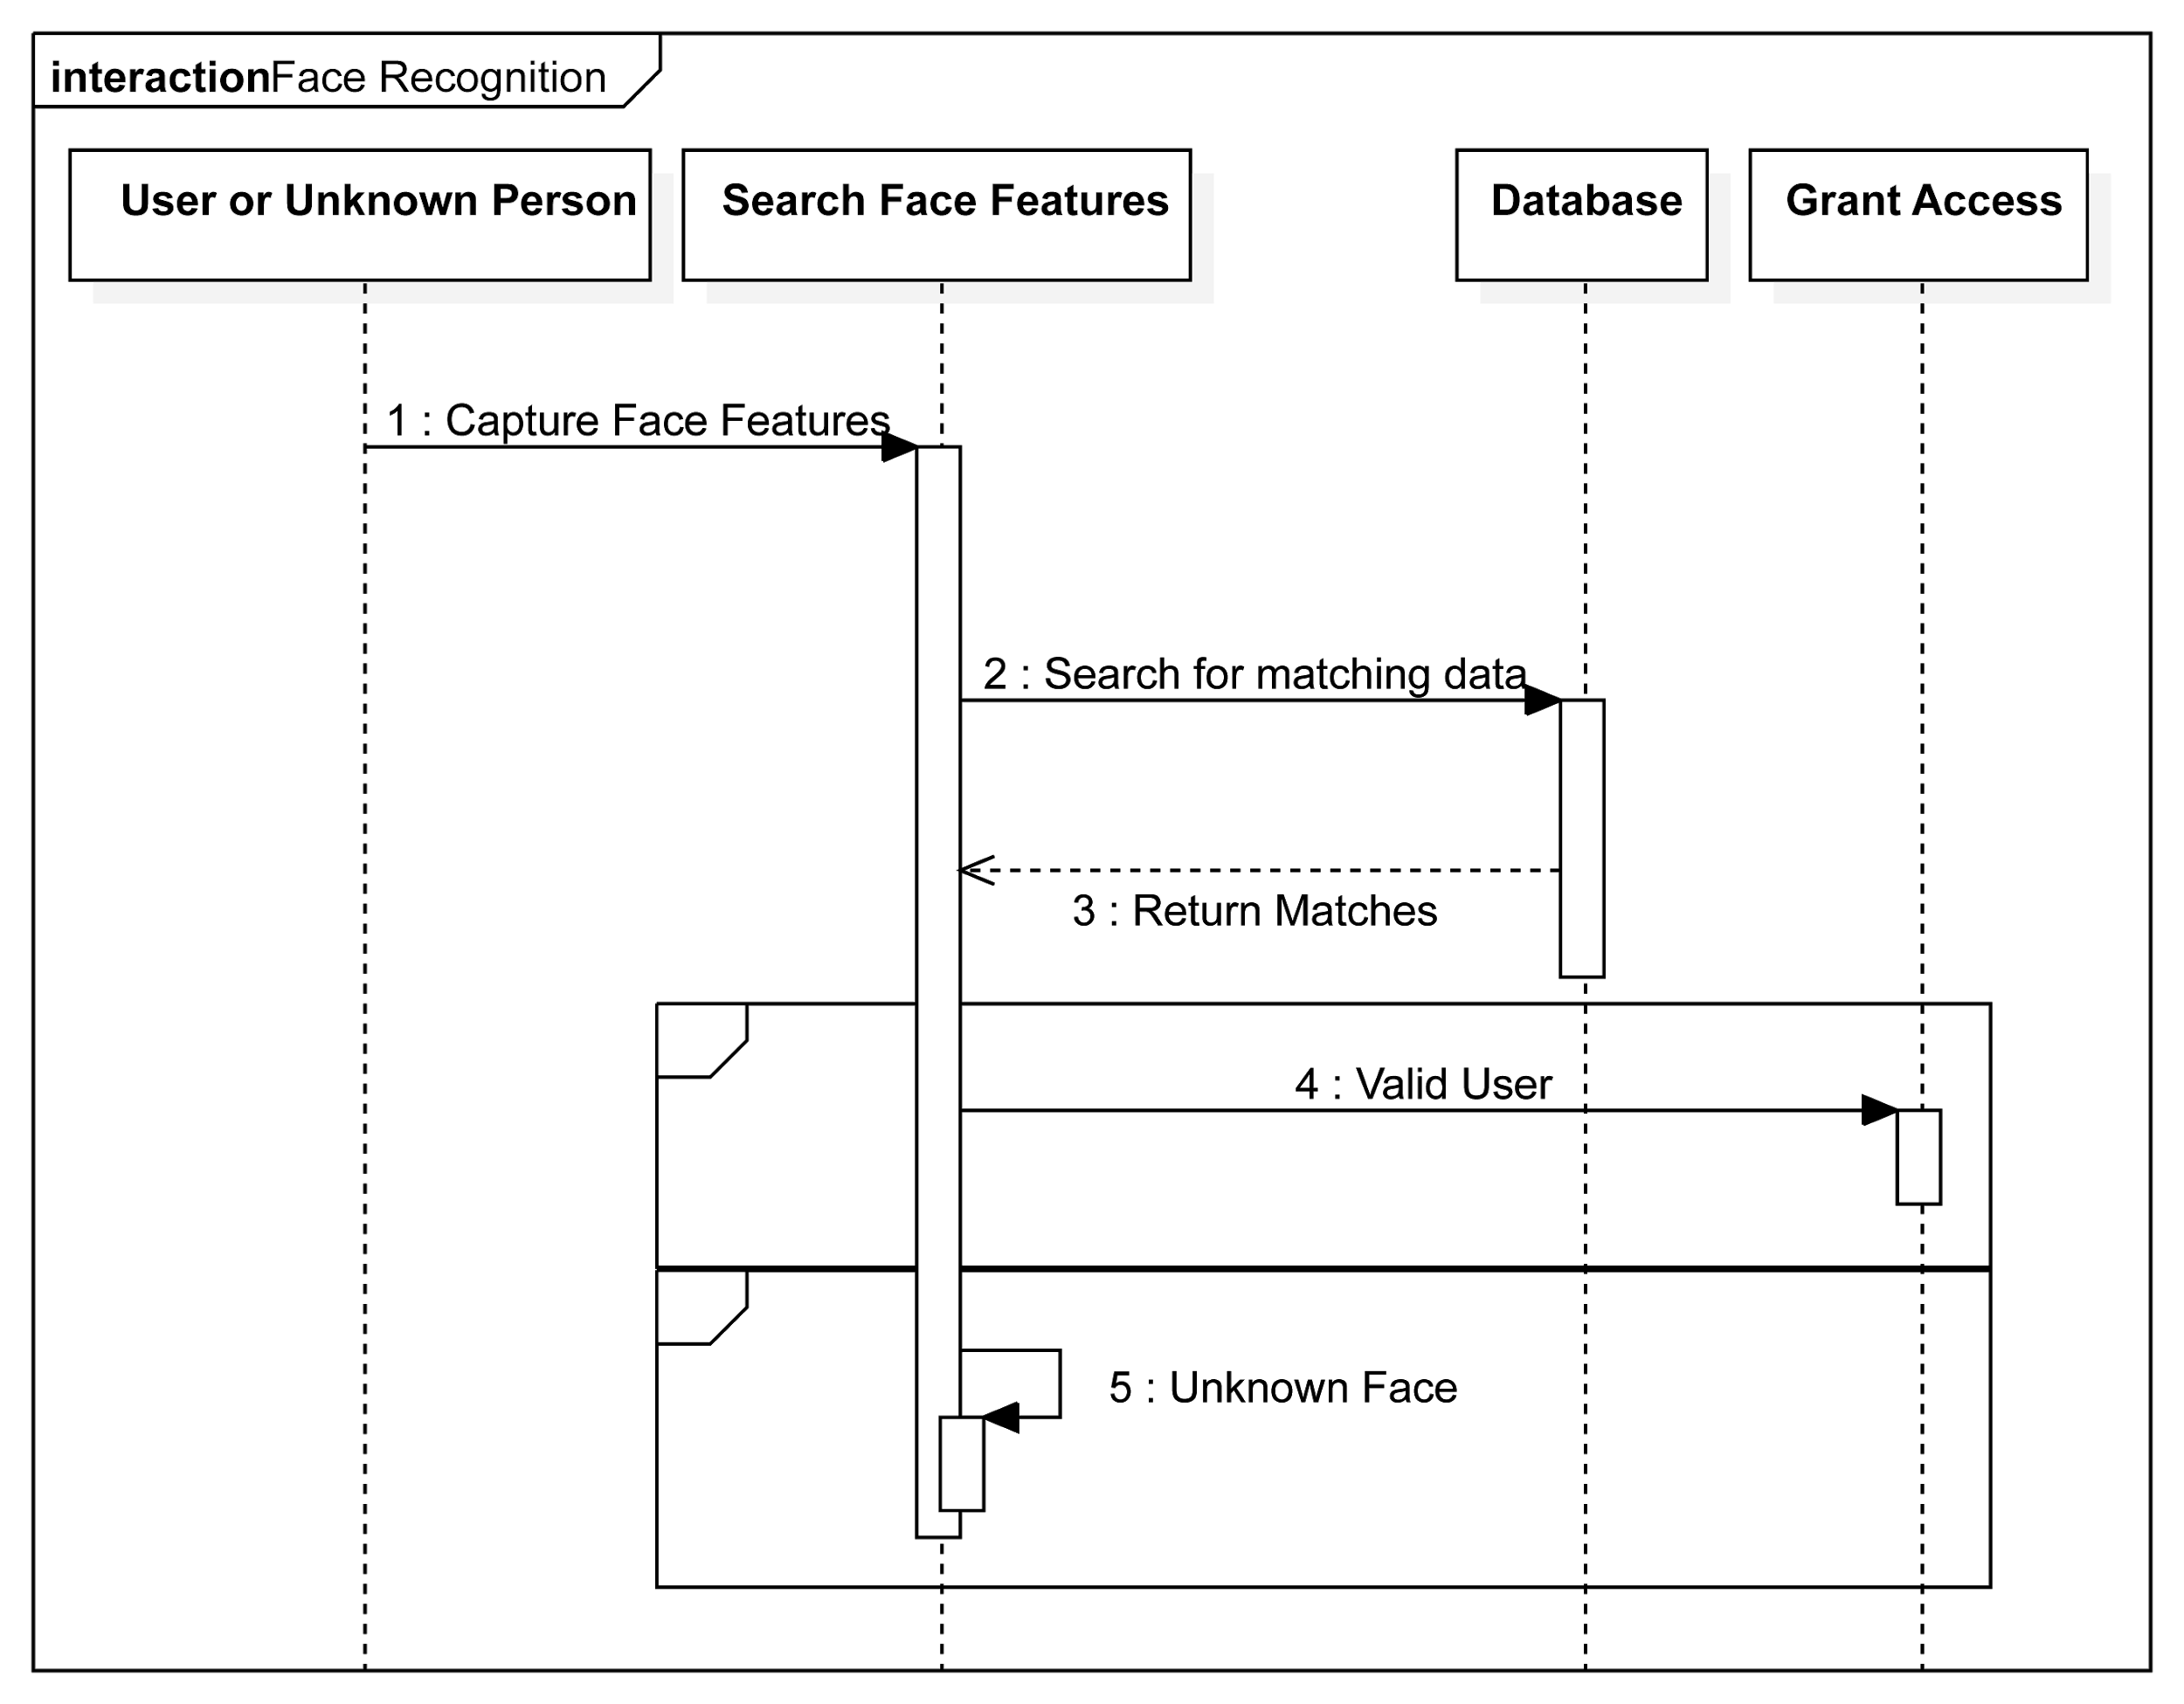 interactionFace Recognition
User or Unknown Person
Search Face Features
Database
Grant Access
1 : Capture Face Features
2 : Search for matching data
3 : Return Matches
4 : Valid User
5 : Unknown Face